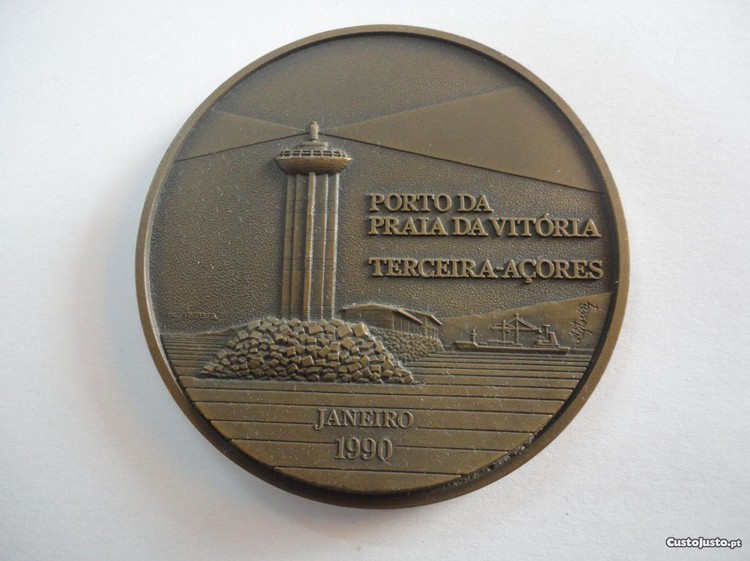 PORTO DA
PRAIA DA VITÓRIA
TERCEIRA-AÇORES
JANEIRO
1990
CustoJusto.pt